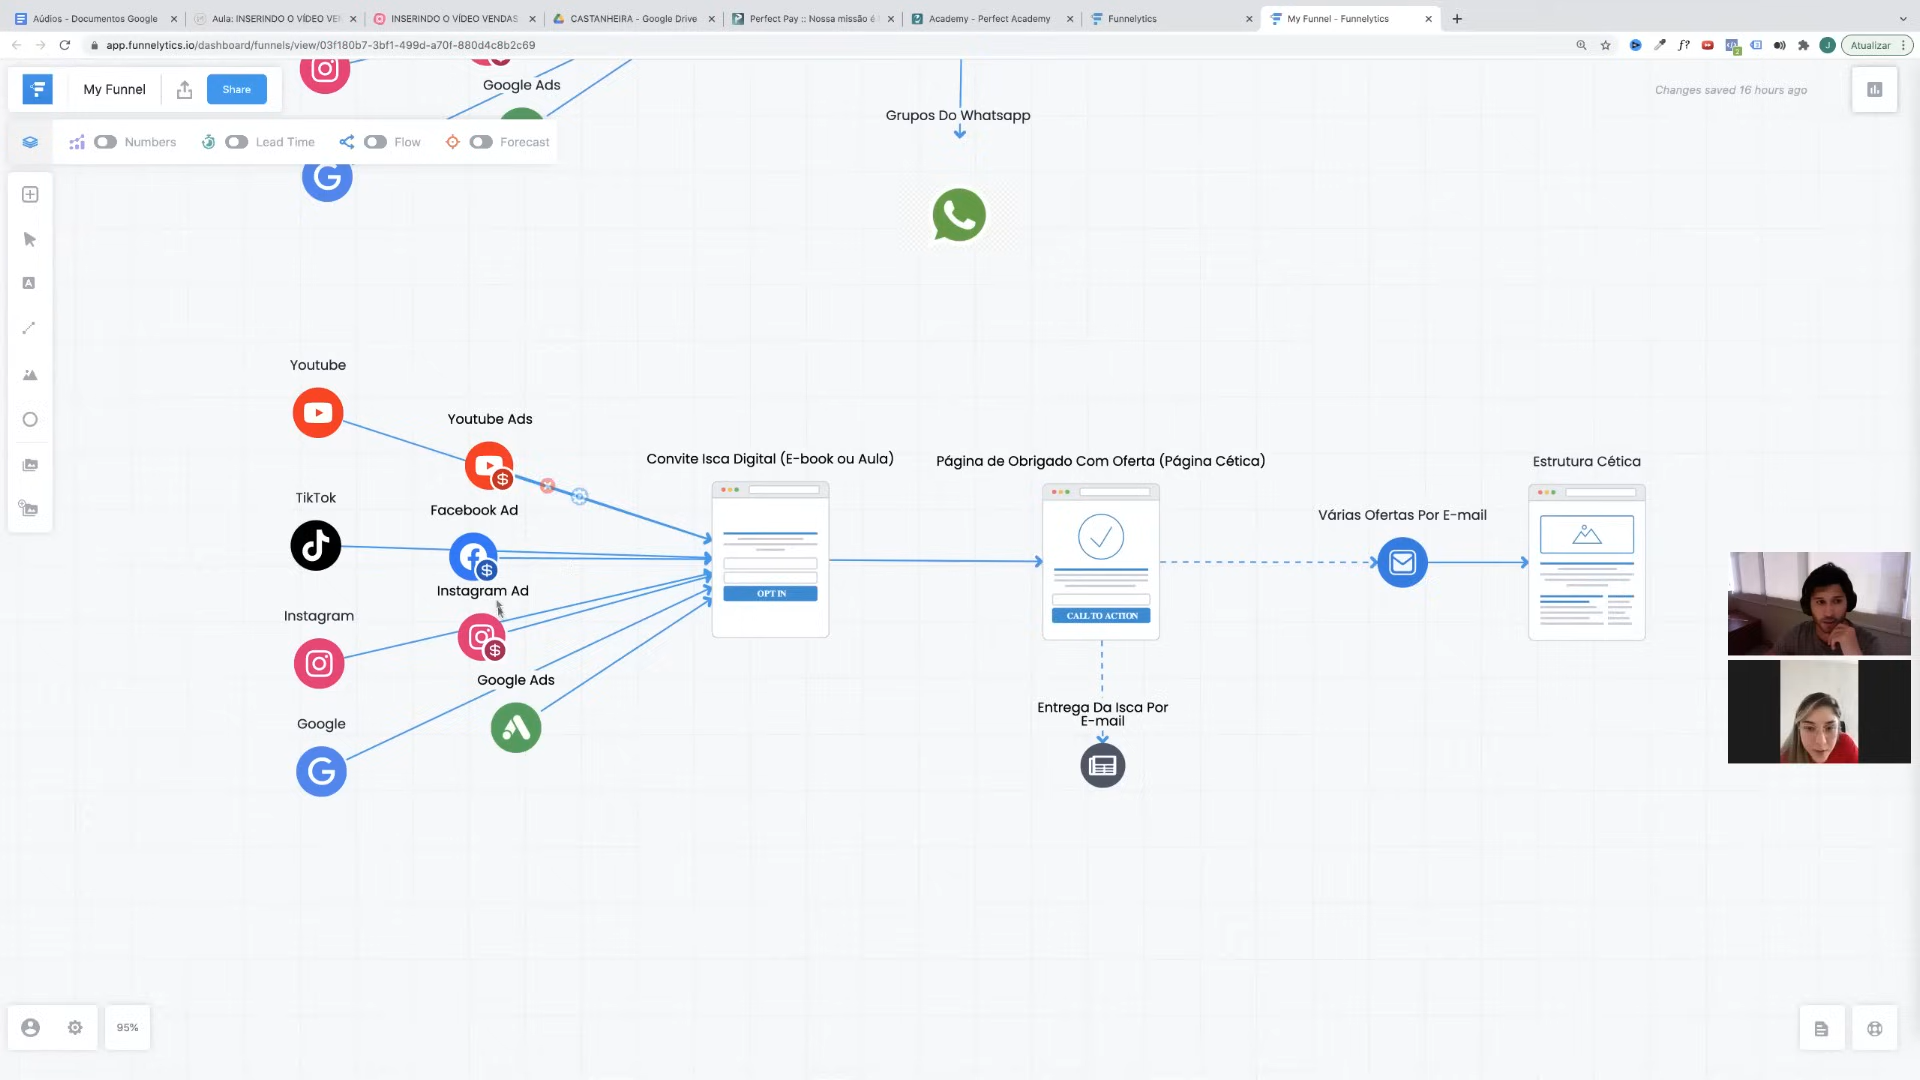 Aúdios - Documentos Google
Aula: INSERINDO O VÍDEO VEN
INSERINDO O VÍDEO VENDAS
CASTANHEIRA - Google Drive
Perfect Pay :: Nossa missão é
Academy - Perfect Academy
Funnelytics
My Funnel - Funnelytics
app.funnelytics.io/dashboard/funnels/view/03f180b7-3bf1-499d-a70f-880d4c8b2c69
f?
J
Atualizar
My Funnel
Share
Changes saved 16 hours ago
Google Ads
Grupos Do Whatsapp
Numbers
Lead Time
Flow
Forecast
Youtube
Youtube Ads
Convite Isca Digital (E-book ou Aula)
Página de Obrigado Com Oferta (Página Cética)
Estrutura Cética
TikTok
Facebook Ad
Várias Ofertas Por E-mail
Instagram Ad
OPT IN
CALL TO ACTION
Instagram
Google Ads
Entrega Da Isca Por
E-mail
Google
95%